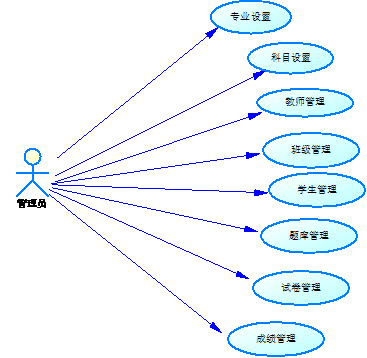 专业设置
科目设置
教师管理
班级管理
学生管理
管理员
题库管理
试卷管理
成绩管理